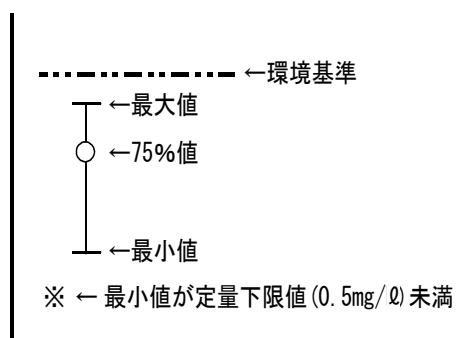 ←環境基準
←最大値
←75%値
←最小値
※ ← 最小値が定量下限値(0.5mg/ℓ)未満